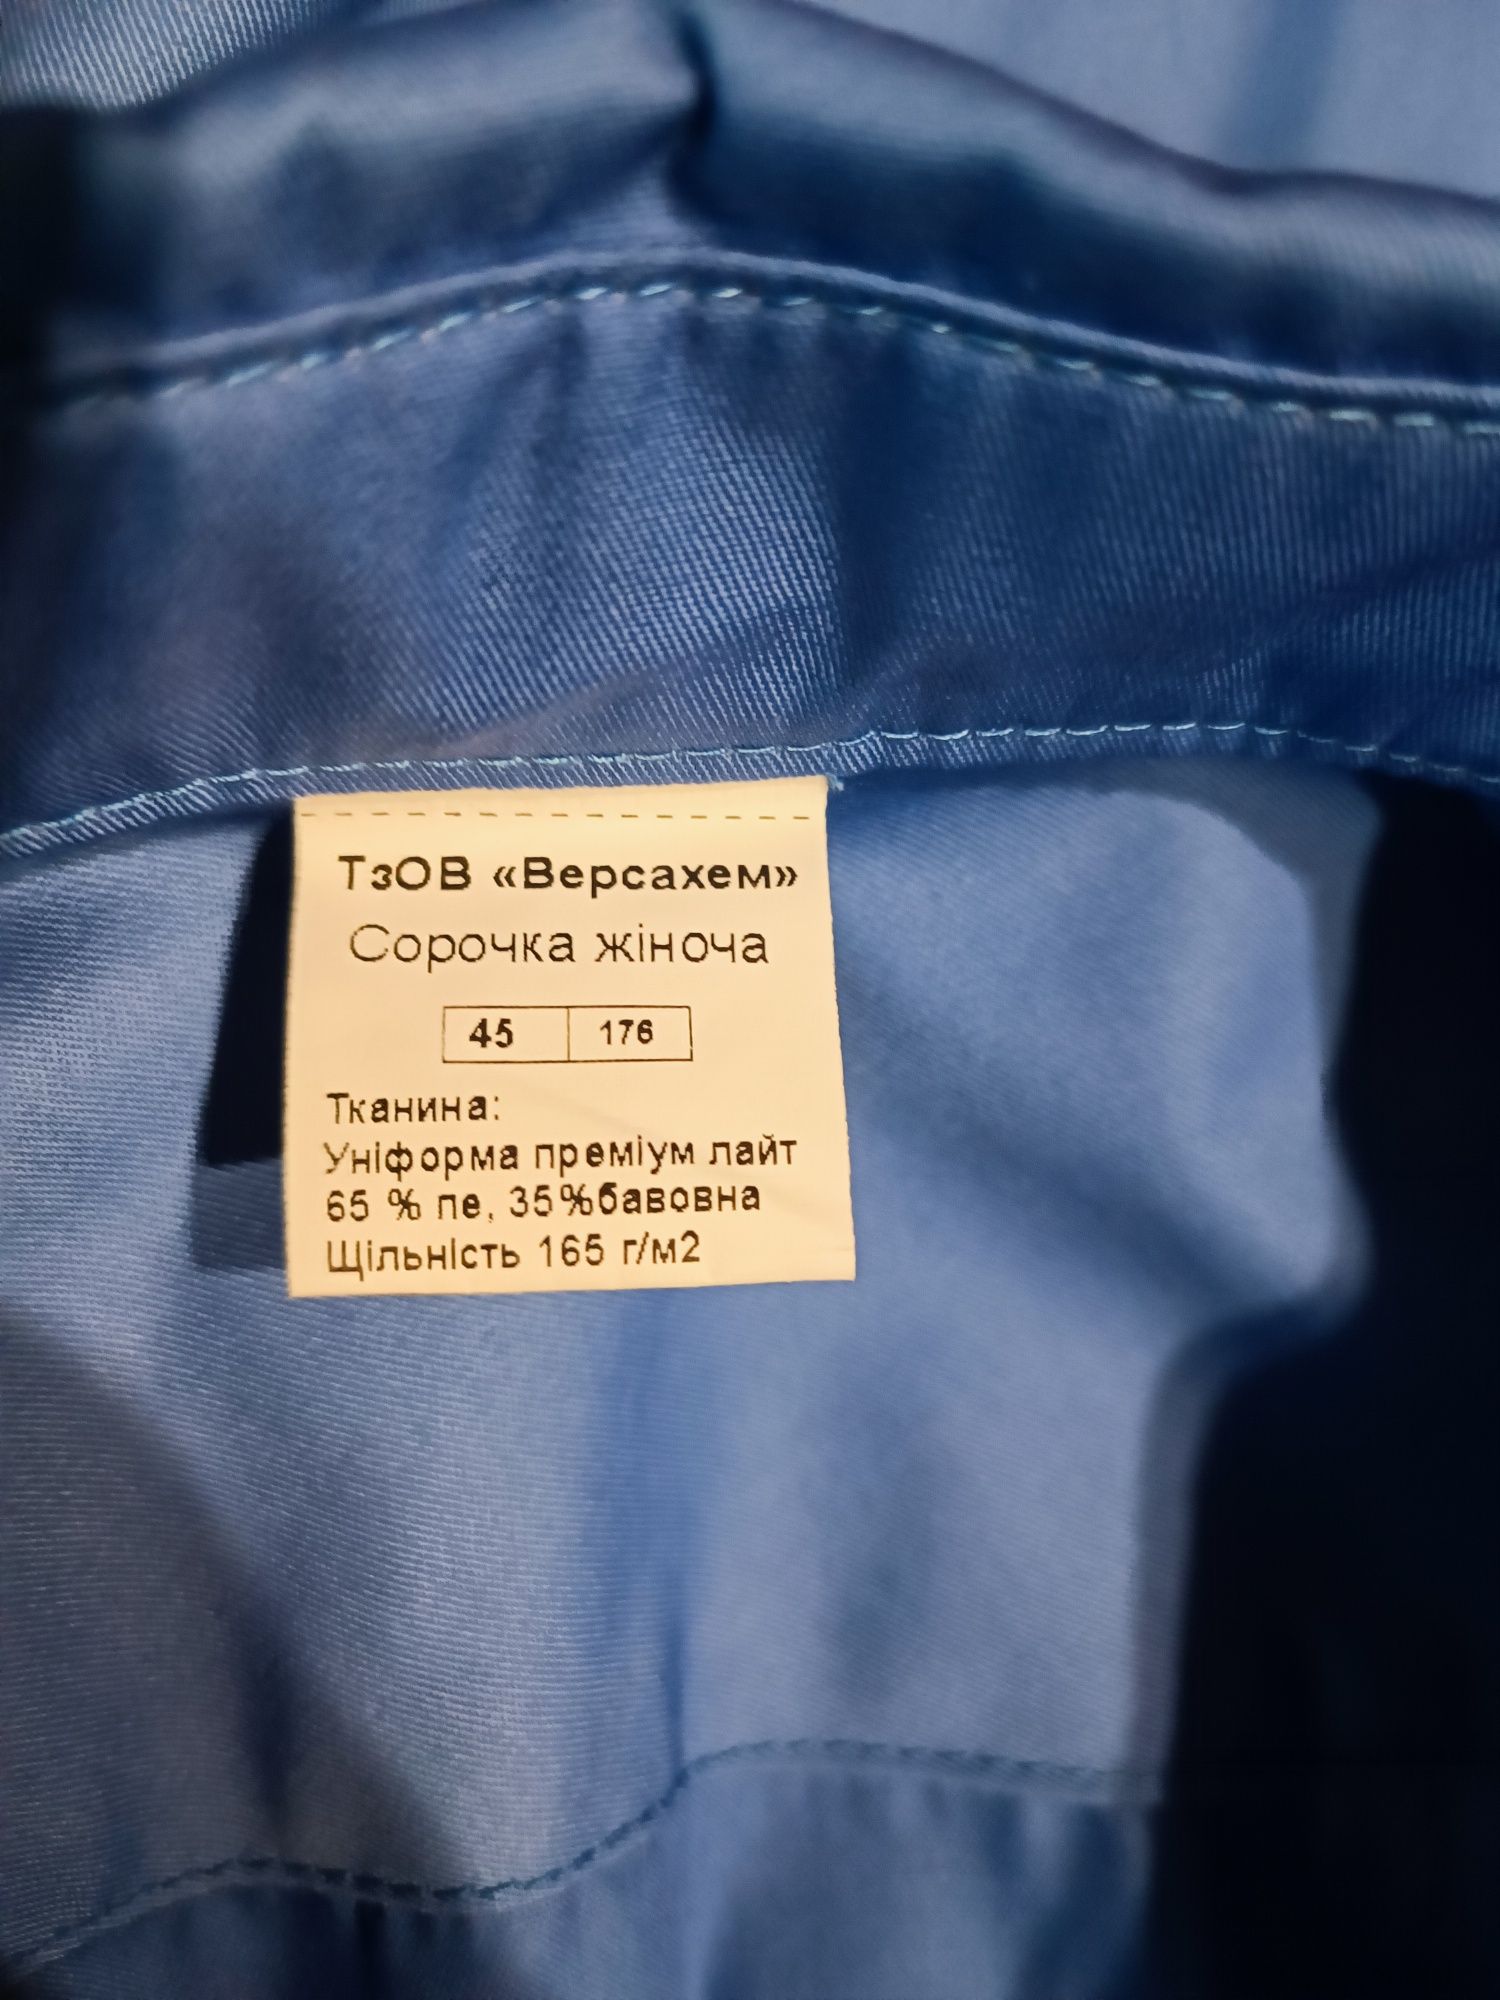 ТзОВ «Версахем»
Сорочка жіноча
45 176
Тканина:
Уніформа преміум лайт
65 % пе, 35%бавовна
Щільність 165 г/м2